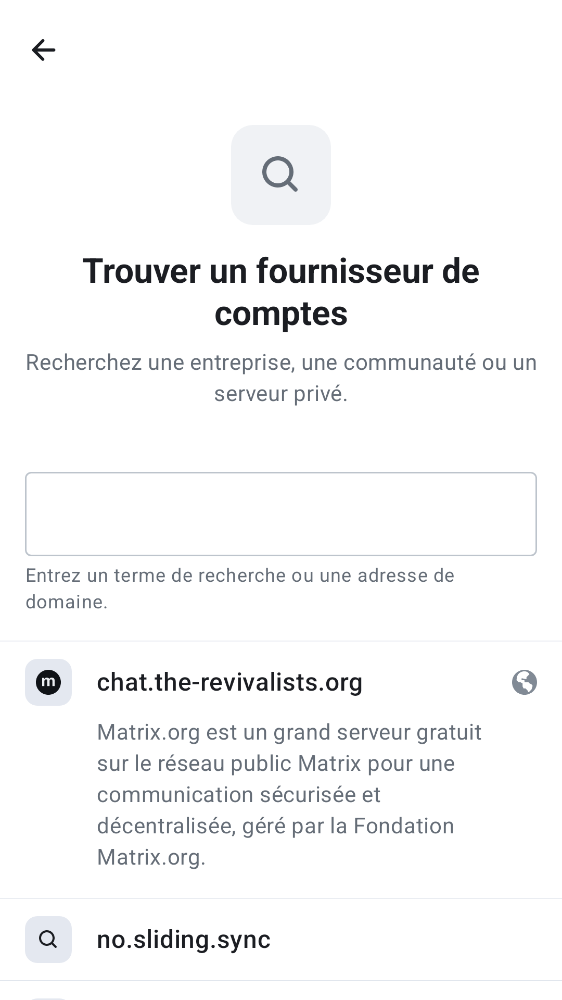 Trouver un fournisseur de
comptes
Recherchez une entreprise, une communauté ou un
serveur privé.
Entrez un terme de recherche ou une adresse de
domaine.
m
chat.the-revivalists.org
Matrix.org est un grand serveur gratuit
sur le réseau public Matrix pour une
communication sécurisée et
décentralisée, géré par la Fondation
Matrix.org.
no.sliding.sync